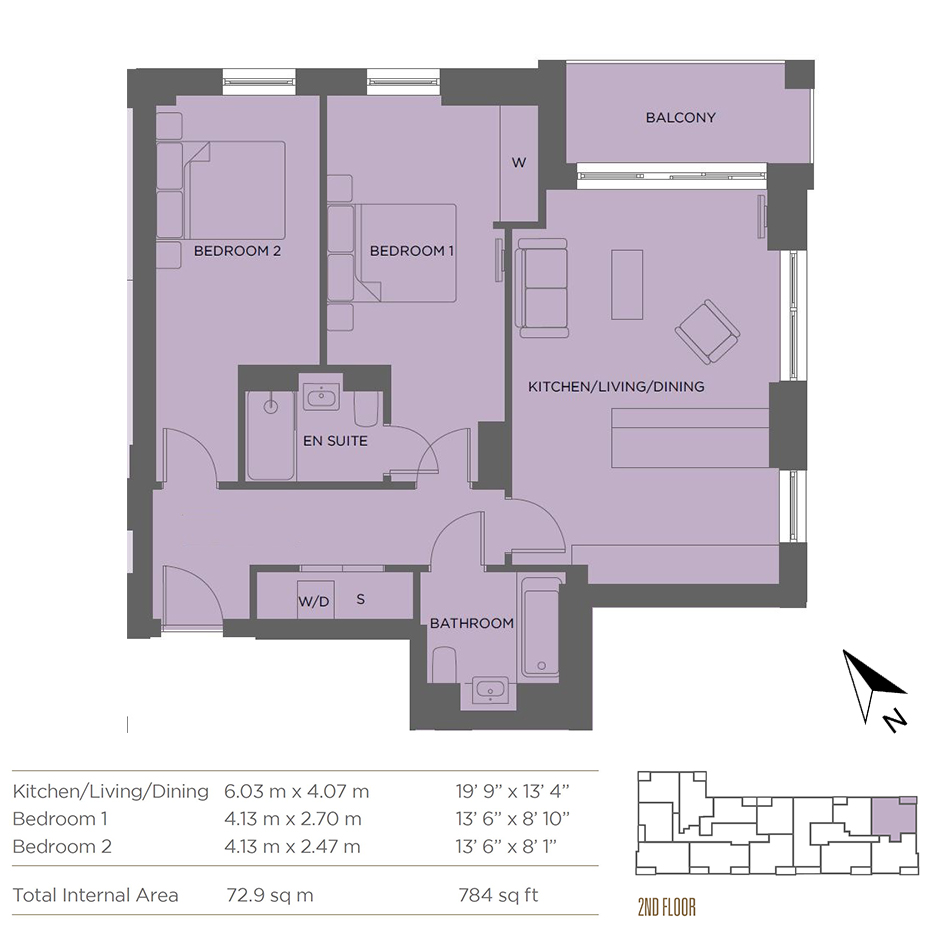 BALCONY
W
BEDROOM 2
BEDROOM 1
KITCHEN/LIVING/DINING
EN SUITE
W/D
S
BATHROOM
N
Kitchen/Living/Dining 6.03 m x 4.07 m 19’ 9” x 13’ 4”
Bedroom 1 4.13 m x 2.70 m 13’ 6” x 8’ 10”
Bedroom 2 4.13 m x 2.47 m 13’ 6” x 8’ 1”
Total Internal Area 72.9 sq m 784 sq ft
2ND FLOOR